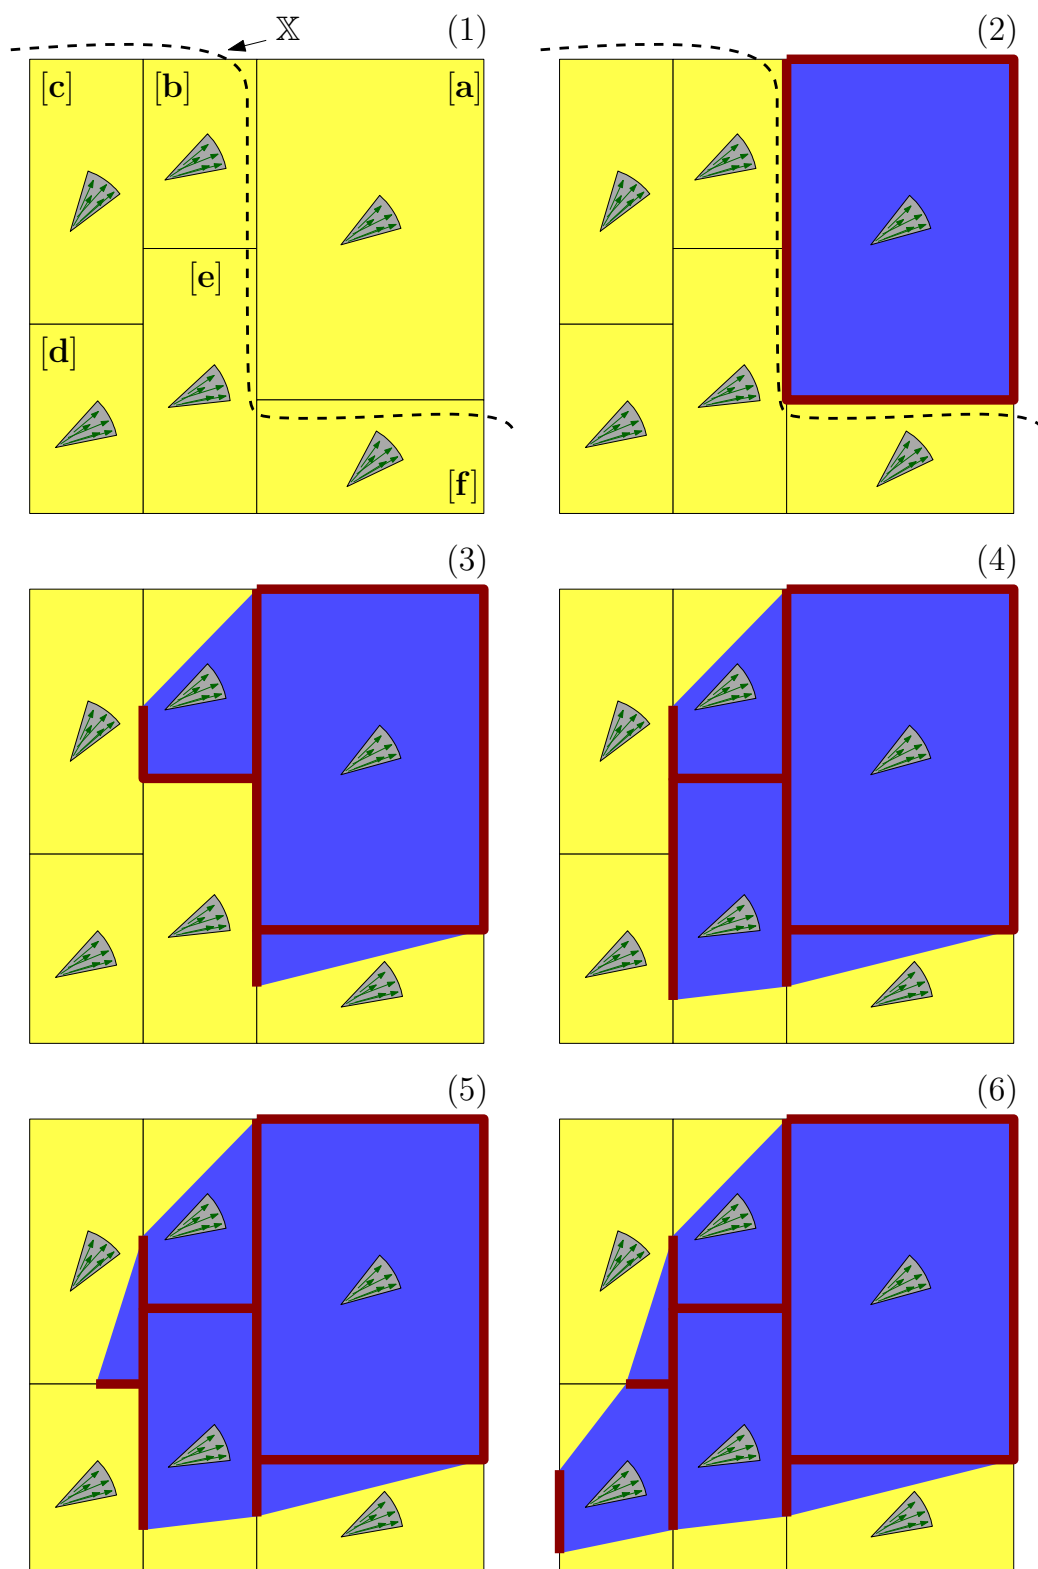 𝕏
(1)
(2)
[c]
[b]
[a]
[e]
[d]
[f]
(3)
(4)
(5)
(6)